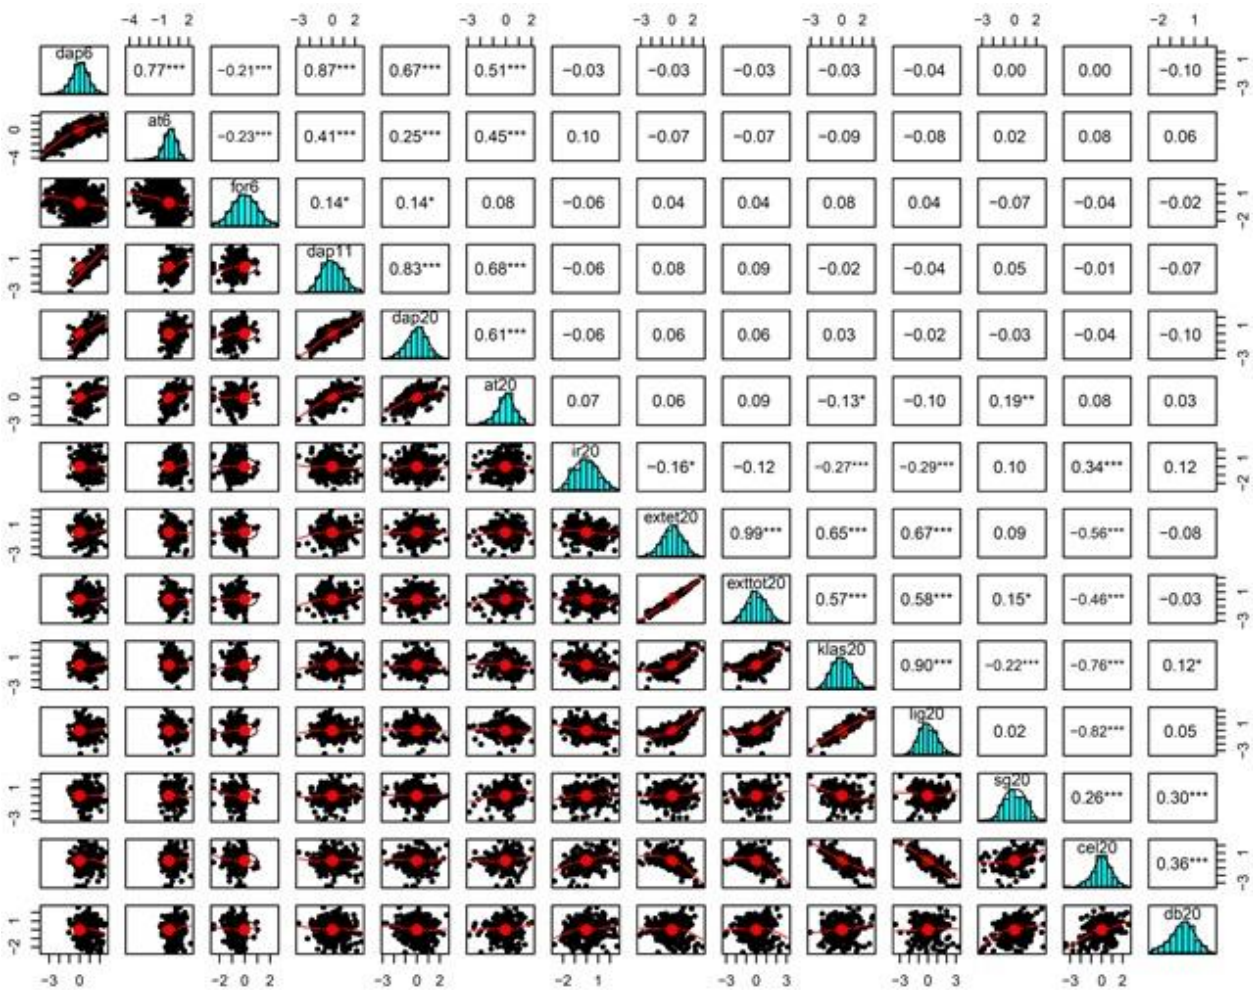 −4 −1 2 −3 0 2 −3 0 2 −3 0 2 −3 0 2 −3 0 2 −2 1
dap6 0.77*** −0.21*** 0.87*** 0.67*** 0.51*** −0.03 −0.03 −0.03 −0.03 −0.04 0.00 0.00 −0.10 −3 1
−4 0 at6 −0.23*** 0.41*** 0.25*** 0.45*** 0.10 −0.07 −0.07 −0.09 −0.08 0.02 0.08 0.06
for6 0.14* 0.14* 0.08 −0.06 0.04 0.04 0.08 0.04 −0.07 −0.04 −0.02 −2 1
−3 1 dap11 0.83*** 0.68*** −0.06 0.08 0.09 −0.02 −0.04 0.05 −0.01 −0.07
dap20 0.61*** −0.06 0.06 0.06 0.03 −0.02 −0.03 −0.04 −0.10 −3 1
−3 0 at20 0.07 0.06 0.09 −0.13* −0.10 0.19** 0.08 0.03
ir20 −0.16* −0.12 −0.27*** −0.29*** 0.10 0.34*** 0.12 −2 1
−3 1 extet20 0.99*** 0.65*** 0.67*** 0.09 −0.56*** −0.08
exttot20 0.57*** 0.58*** 0.15* −0.46*** −0.03 −3 1
−3 1 klas20 0.90*** −0.22*** −0.76*** 0.12*
lig20 0.02 −0.82*** 0.05 −3 1
−3 1 sg20 0.26*** 0.30***
cel20 0.36*** −3 1
−2 1 db20
−3 0 −2 0 2 −3 0 2 −2 1 −3 0 3 −3 0 3 −3 0 2